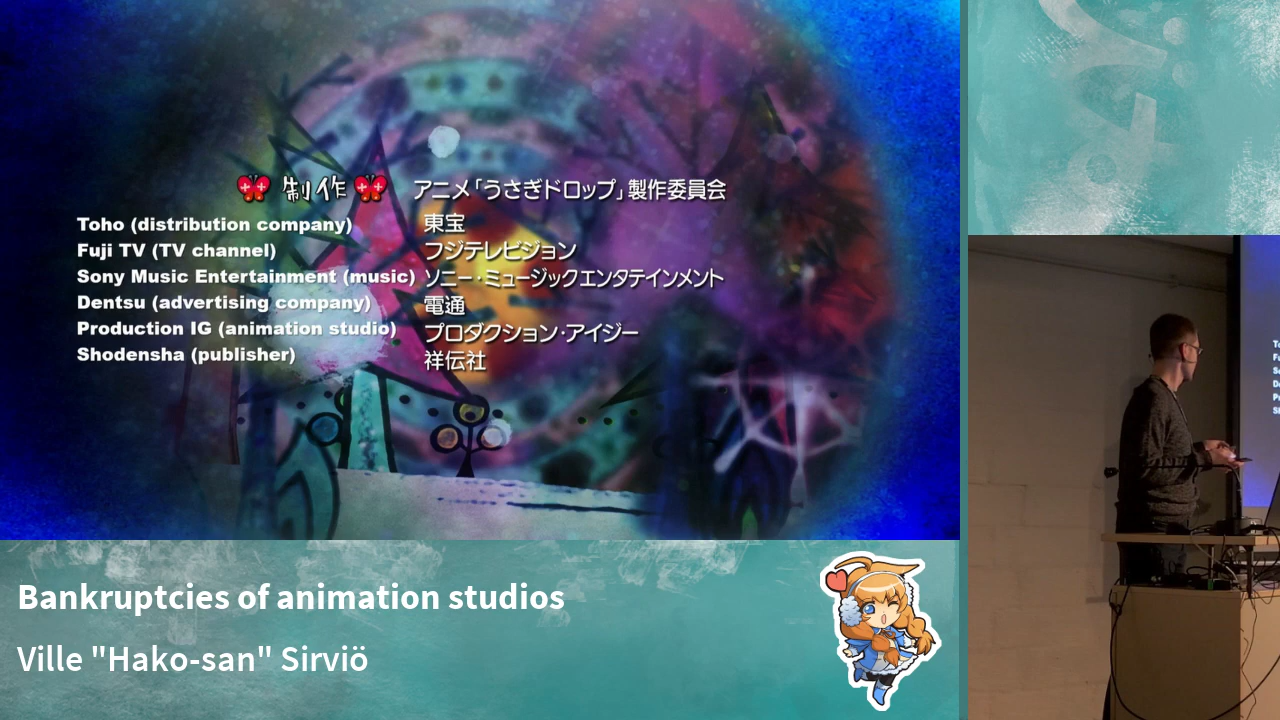 制作 アニメ「うさぎドロップ」製作委員会
Toho (distribution company) 東宝
Fuji TV (TV channel) フジテレビジョン
Sony Music Entertainment (music) ソニー・ミュージックエンタテインメント
Dentsu (advertising company) 電通
Production IG (animation studio) プロダクション・アイジー
Shodensha (publisher) 祥伝社
Bankruptcies of animation studios
Ville "Hako-san" Sirviö